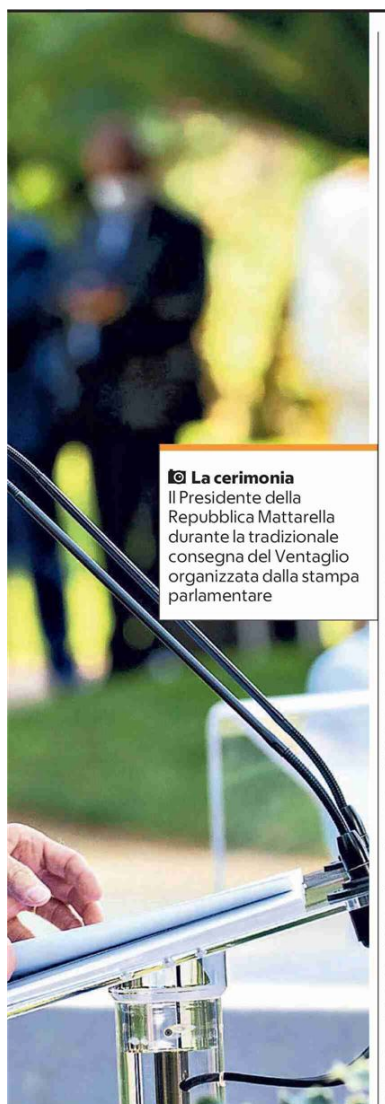 La cerimonia
Il Presidente della
Repubblica Mattarella
durante la tradizionale
consegna del Ventaglio
organizzata dalla stampa
parlamentare